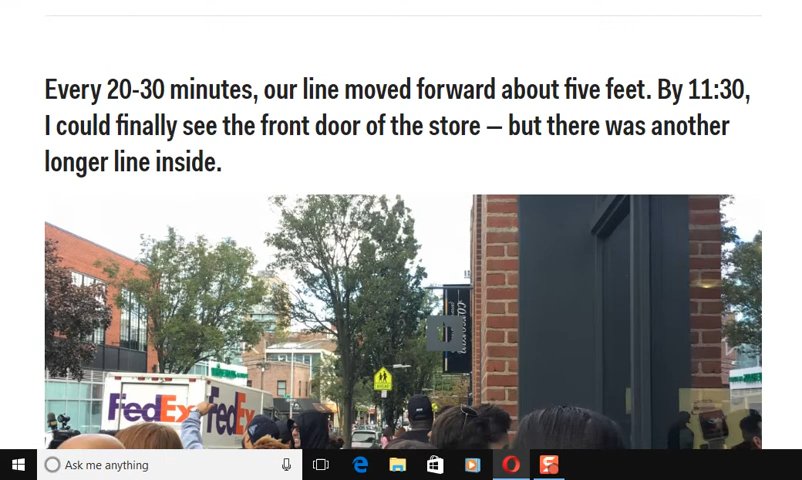 Every 20-30 minutes, our line moved forward about five feet. By 11:30,
I could finally see the front door of the store — but there was another
longer line inside.
FedEx
FedEx
Ask me anything